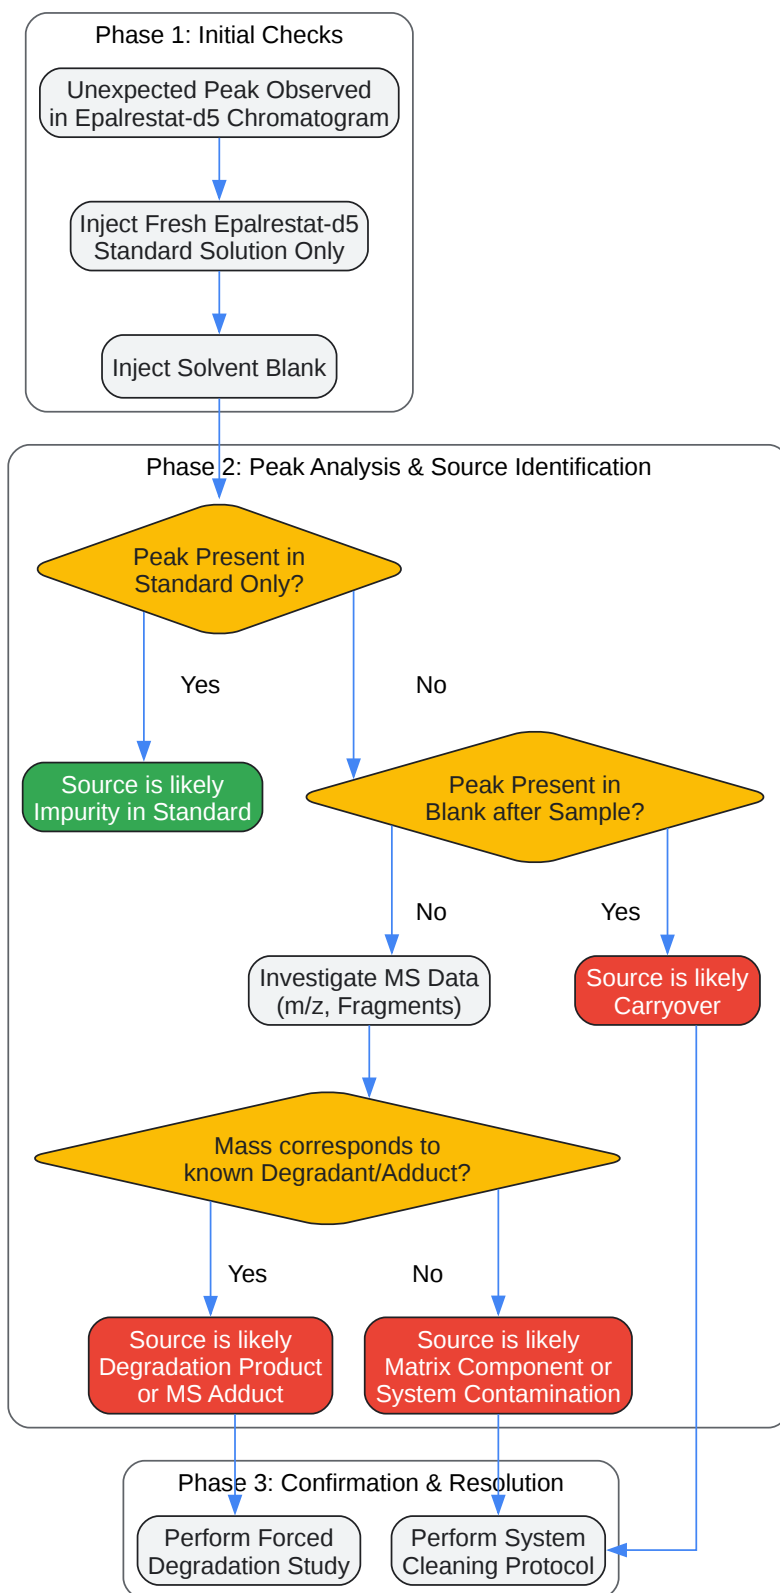 Phase 1: Initial Checks
Unexpected Peak Observed
in Epalrestat-d5 Chromatogram
Inject Fresh Epalrestat-d5
Standard Solution Only
Inject Solvent Blank
Phase 2: Peak Analysis & Source Identification
Peak Present in
Standard Only?
Yes
No
Source is likely
Impurity in Standard
Peak Present in
Blank after Sample?
No
Yes
Investigate MS Data
(m/z, Fragments)
Source is likely
Carryover
Mass corresponds to
known Degradant/Adduct?
Yes
No
Source is likely
Degradation Product
or MS Adduct
Source is likely
Matrix Component or
System Contamination
Phase 3: Confirmation & Resolution
Perform Forced
Degradation Study
Perform System
Cleaning Protocol